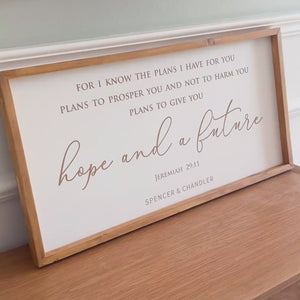 FOR I KNOW THE PLANS I HAVE FOR YOU
PLANS TO PROSPER YOU AND NOT TO HARM YOU
PLANS TO GIVE YOU
hope and a future
JEREMIAH 29:11
SPENCER & CHANDLER